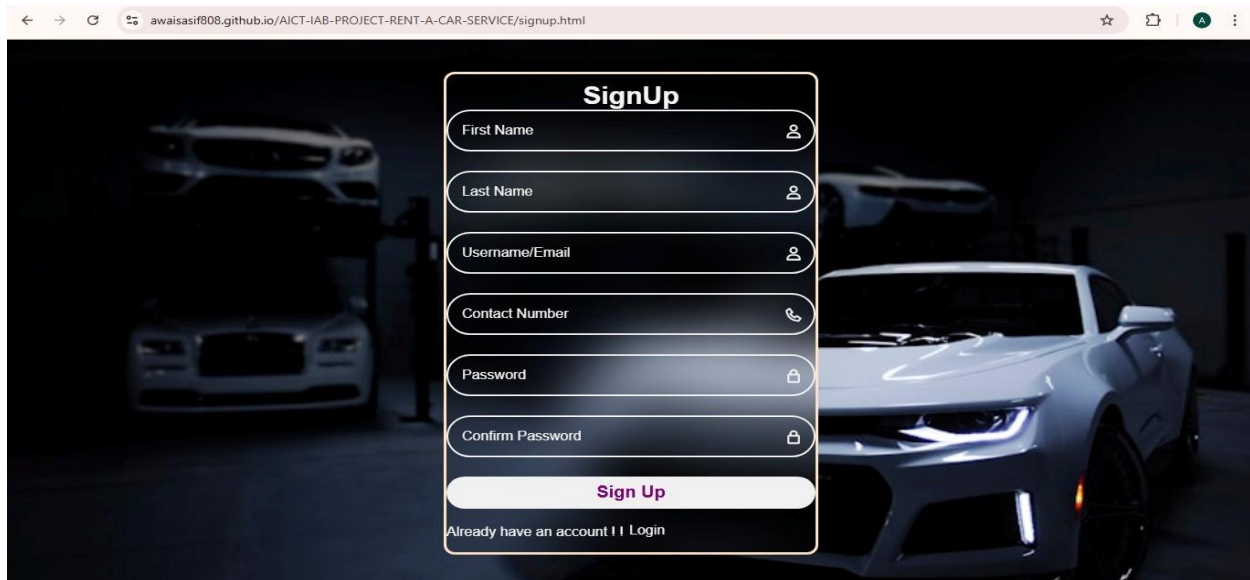 awaisasif808.github.io/AICT-IAB-PROJECT-RENT-A-CAR-SERVICE/signup.html
A
SignUp
First Name
Last Name
Username/Email
Contact Number
Password
Confirm Password
Sign Up
Already have an account ! ! Login